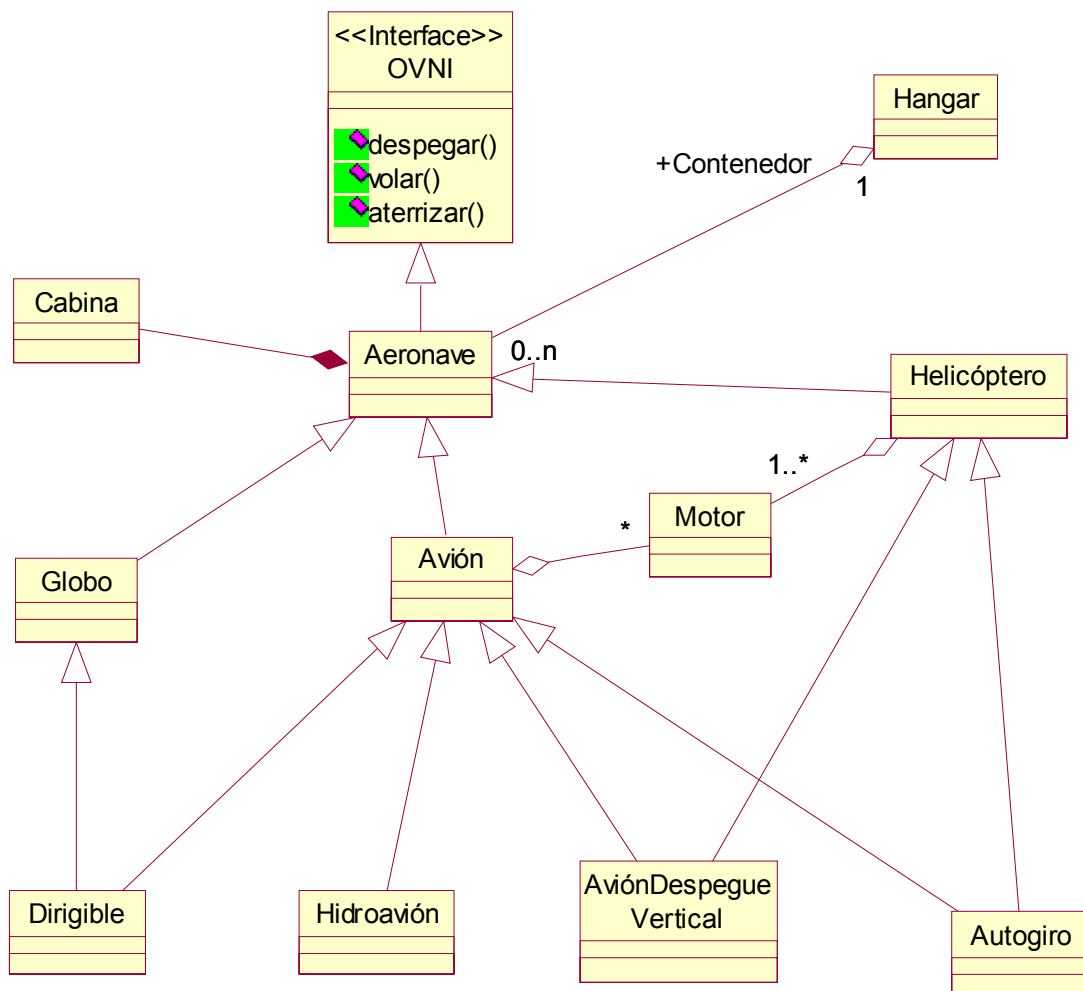 <<Interface>>
OVNI
despegar()
volar()
aterrizar()
Hangar
+Contenedor
1
Cabina
Aeronave
0..n
Helicóptero
1..*
Motor
*
Avión
Globo
Dirigible
Hidroavión
AviónDespegue
Vertical
Autogiro